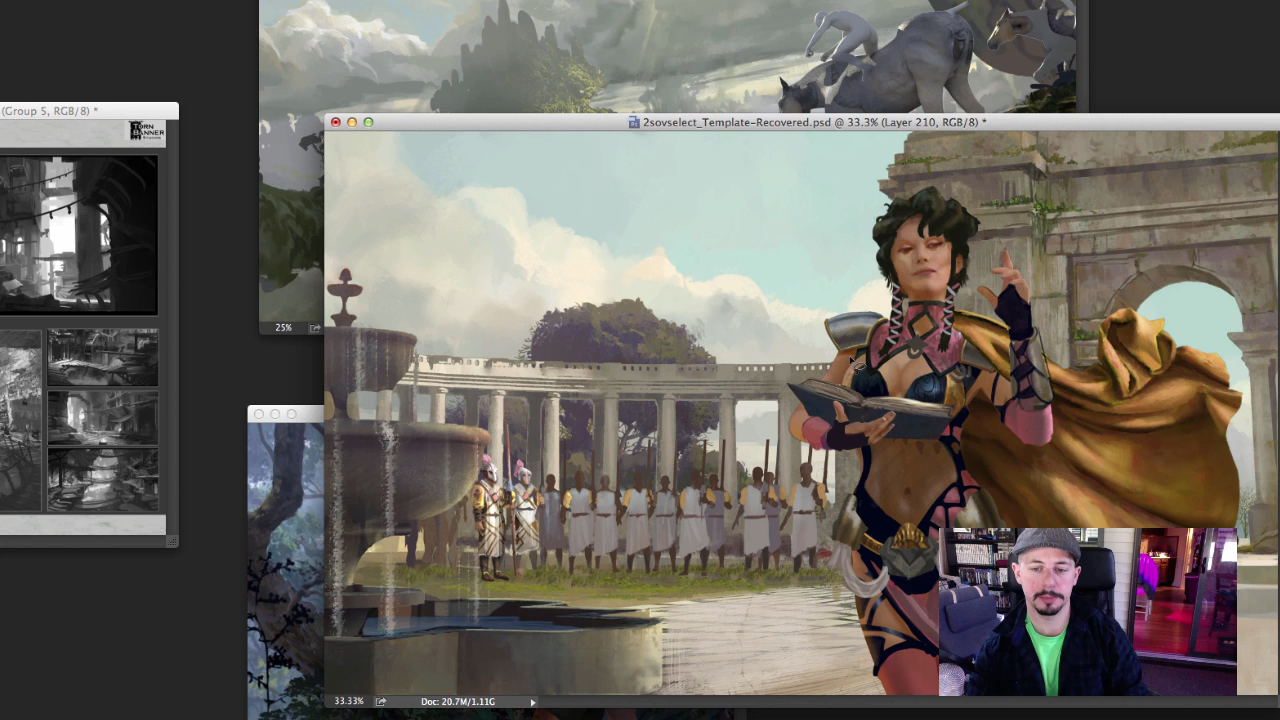 (Group 5, RGB/8) *
TORN
BANNER
2sovselect_Template-Recovered.psd @ 33.3% (Layer 210, RGB/8) *
25%
33.33%
Doc: 20.7M/1.11G